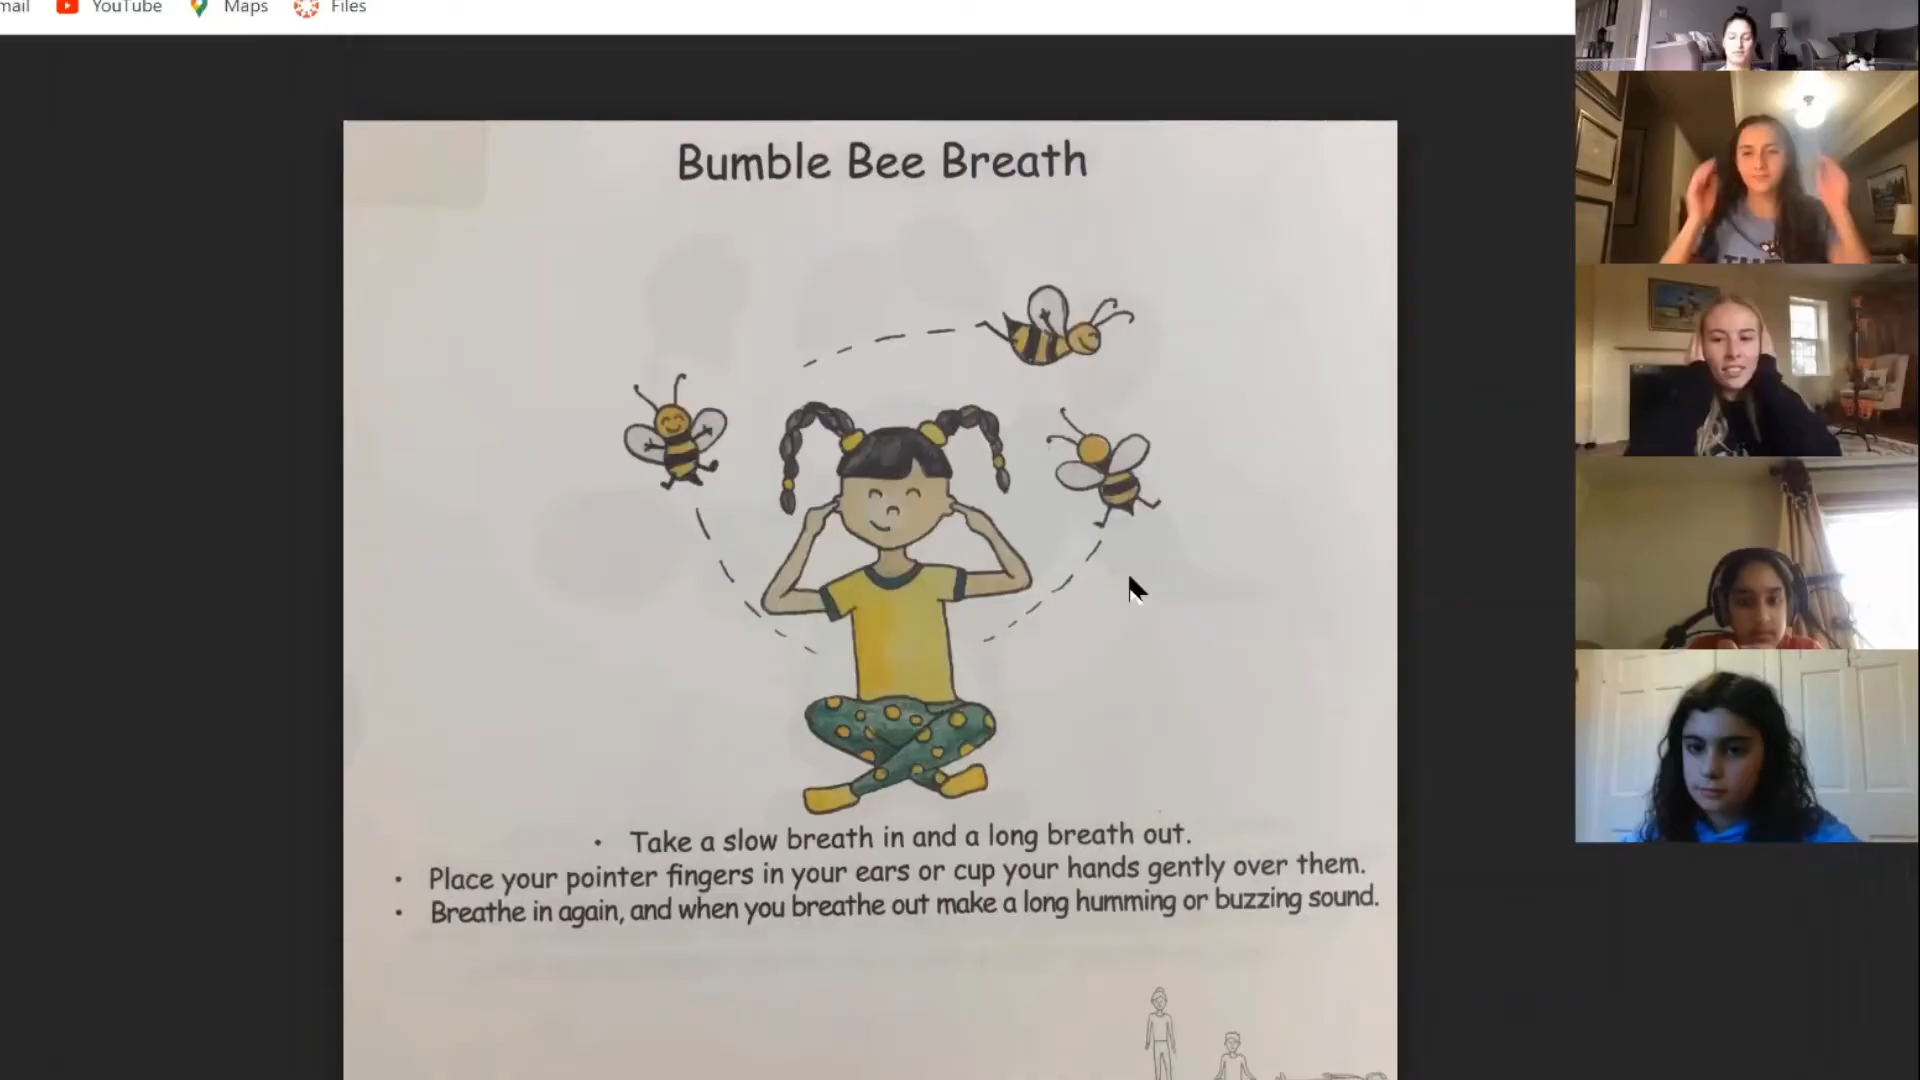 mail YouTube Maps Files
Bumble Bee Breath
• Take a slow breath in and a long breath out.
• Place your pointer fingers in your ears or cup your hands gently over them.
• Breathe in again, and when you breathe out make a long humming or buzzing sound.